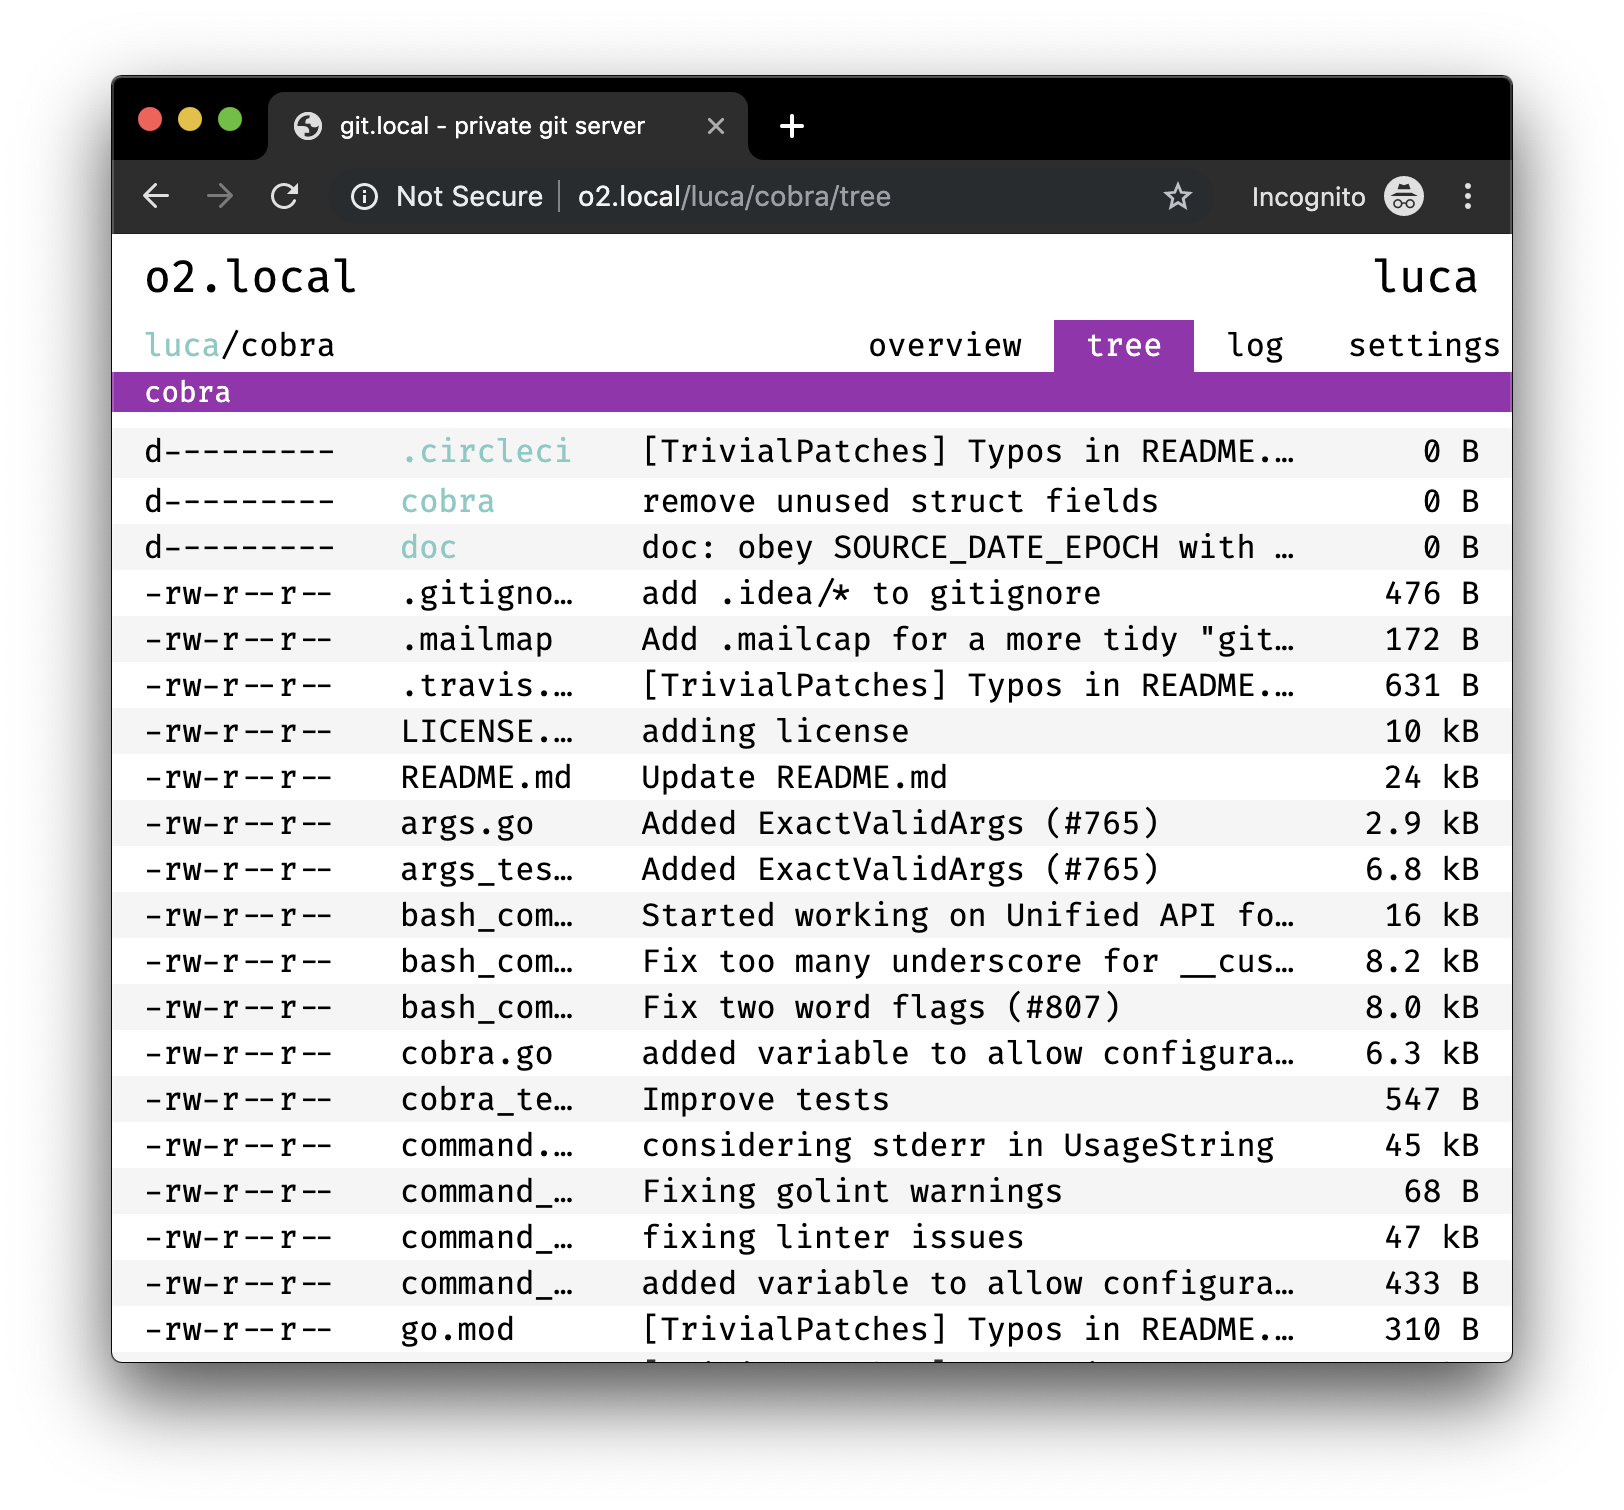 git.local - private git server
Not Secure | o2.local/luca/cobra/tree Incognito
o2.local luca
luca/cobra overview tree log settings
cobra
d--------- .circleci [TrivialPatches] Typos in README.… 0 B
d--------- cobra remove unused struct fields 0 B
d--------- doc doc: obey SOURCE_DATE_EPOCH with … 0 B
-rw-r--r-- .gitigno… add .idea/* to gitignore 476 B
-rw-r--r-- .mailmap Add .mailcap for a more tidy "git… 172 B
-rw-r--r-- .travis.… [TrivialPatches] Typos in README.… 631 B
-rw-r--r-- LICENSE.… adding license 10 kB
-rw-r--r-- README.md Update README.md 24 kB
-rw-r--r-- args.go Added ExactValidArgs (#765) 2.9 kB
-rw-r--r-- args_tes… Added ExactValidArgs (#765) 6.8 kB
-rw-r--r-- bash_com… Started working on Unified API fo… 16 kB
-rw-r--r-- bash_com… Fix too many underscore for __cus… 8.2 kB
-rw-r--r-- bash_com… Fix two word flags (#807) 8.0 kB
-rw-r--r-- cobra.go added variable to allow configura… 6.3 kB
-rw-r--r-- cobra_te… Improve tests 547 B
-rw-r--r-- command.… considering stderr in UsageString 45 kB
-rw-r--r-- command_… Fixing golint warnings 68 B
-rw-r--r-- command_… fixing linter issues 47 kB
-rw-r--r-- command_… added variable to allow configura… 433 B
-rw-r--r-- go.mod [TrivialPatches] Typos in README.… 310 B